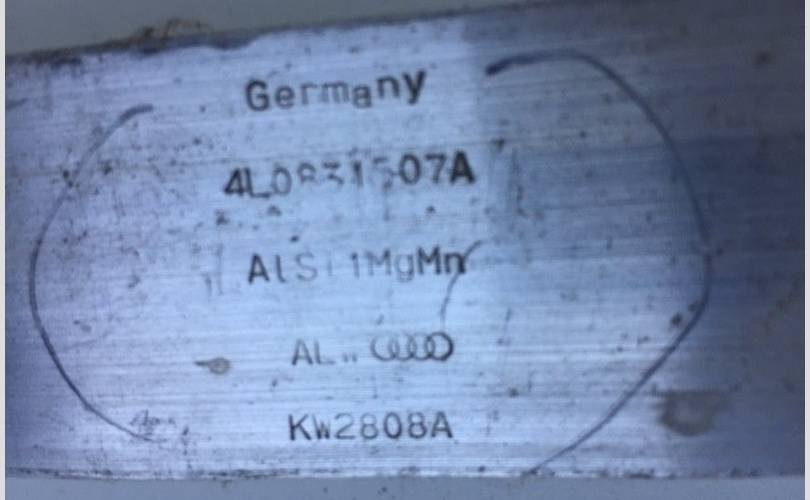 Germany
4L0831507A
AlSi1MgMn
AL
KW2808A